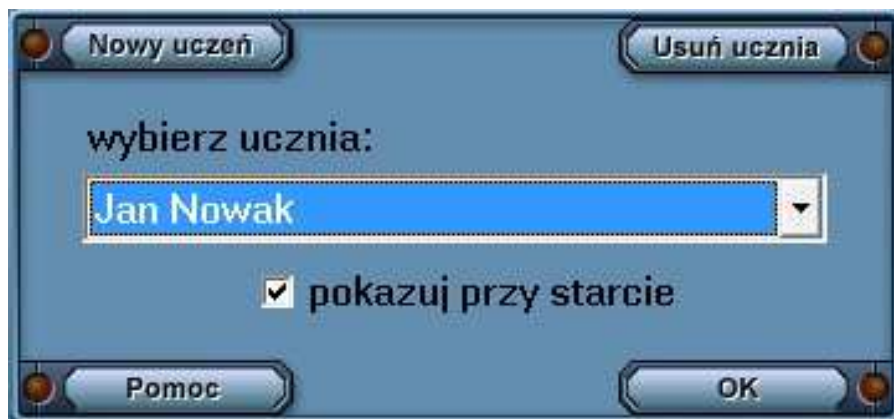 Nowy uczeń
Usuń ucznia
wybierz ucznia:
Jan Nowak
pokazuj przy starcie
Pomoc
OK